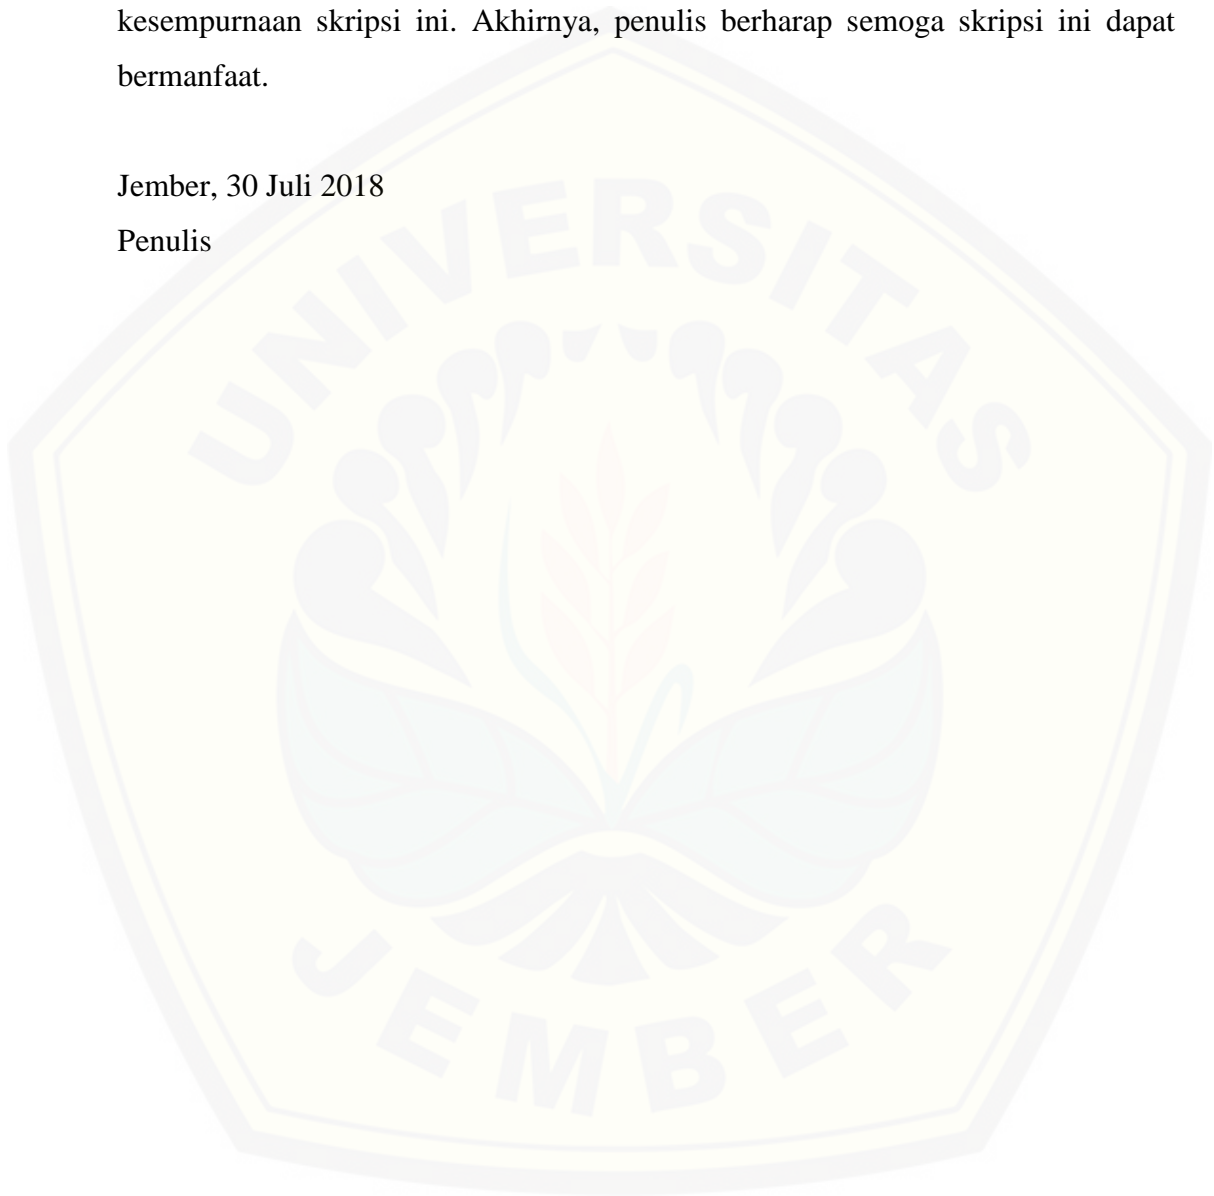 kesempurnaan skripsi ini. Akhirnya, penulis berharap semoga skripsi ini dapat
bermanfaat.
Jember, 30 Juli 2018
Penulis
UNIVERSITAS
JEMBER